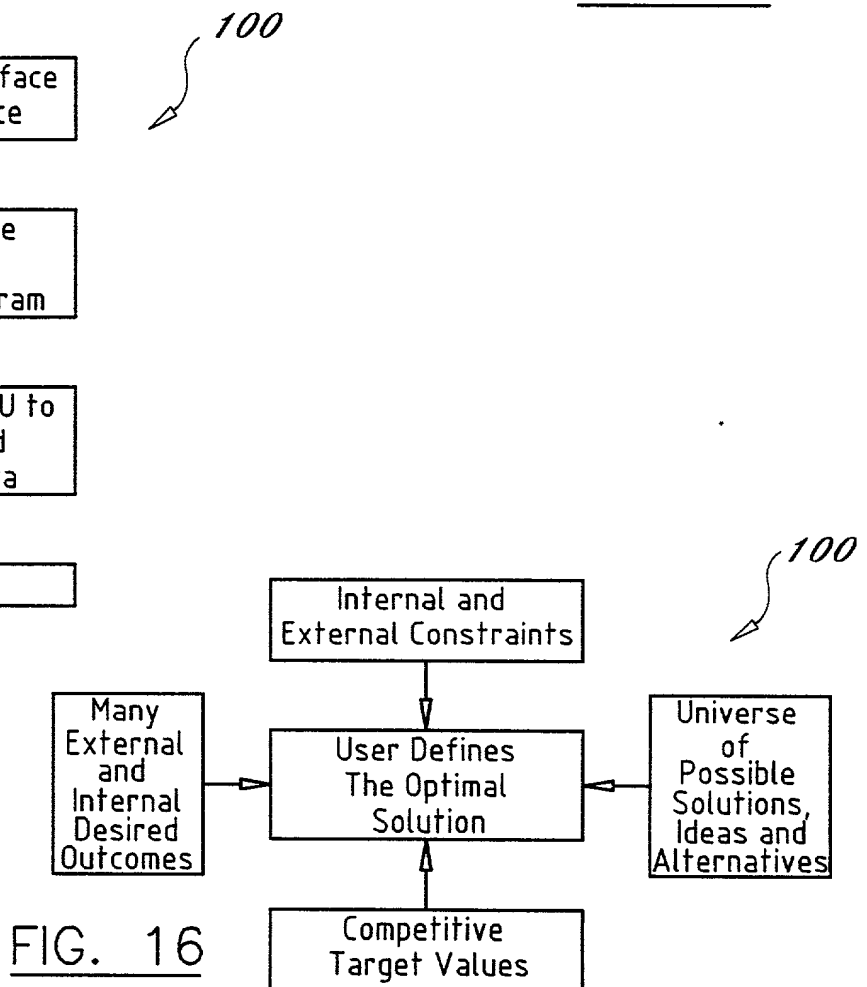 100
face
ce
e
ram
U to
d
a
100
Internal and
External Constraints
Many
External
and
Internal
Desired
Outcomes
User Defines
The Optimal
Solution
Universe
of
Possible
Solutions,
Ideas and
Alternatives
Competitive
Target Values
FIG. 16